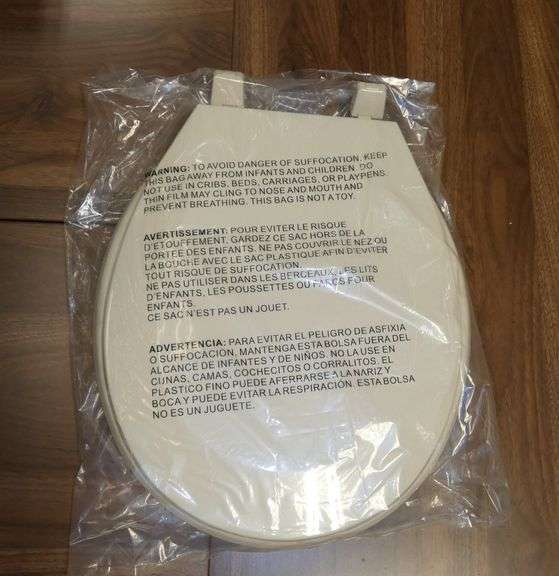 WARNING: TO AVOID DANGER OF SUFFOCATION, KEEP
THIS BAG AWAY FROM INFANTS AND CHILDREN. DO
NOT USE IN CRIBS, BEDS, CARRIAGES, OR PLAYPENS.
THIN FILM MAY CLING TO NOSE AND MOUTH AND
PREVENT BREATHING. THIS BAG IS NOT A TOY.
AVERTISSEMENT: POUR EVITER LE RISQUE
D'ETOUFFEMENT, GARDEZ CE SAC HORS DE LA
PORTEE DES ENFANTS. NE PAS COUVRIR LE NEZ OU
LA BOUCHE AVEC LE SAC PLASTIQUE AFIN D'EVITER
TOUT RISQUE DE SUFFOCATION.
NE PAS UTILISER DANS LES BERCEAUX, LES LITS
D'ENFANTS, LES POUSSETTES OU PARCS POUR
ENFANTS.
CE SAC N'EST PAS UN JOUET.
ADVERTENCIA: PARA EVITAR EL PELIGRO DE ASFIXIA
O SUFFOCACION, MANTENGA ESTA BOLSA FUERA DEL
ALCANCE DE INFANTES Y DE NIÑOS. NO LA USE EN
CUNAS, CAMAS, COCHECITOS O CORRALITOS. EL
PLASTICO FINO PUEDE AFERRARSE A LA NARIZ Y
BOCA Y PUEDE EVITAR LA RESPIRACIÓN. ESTA BOLSA
NO ES UN JUGUETE.